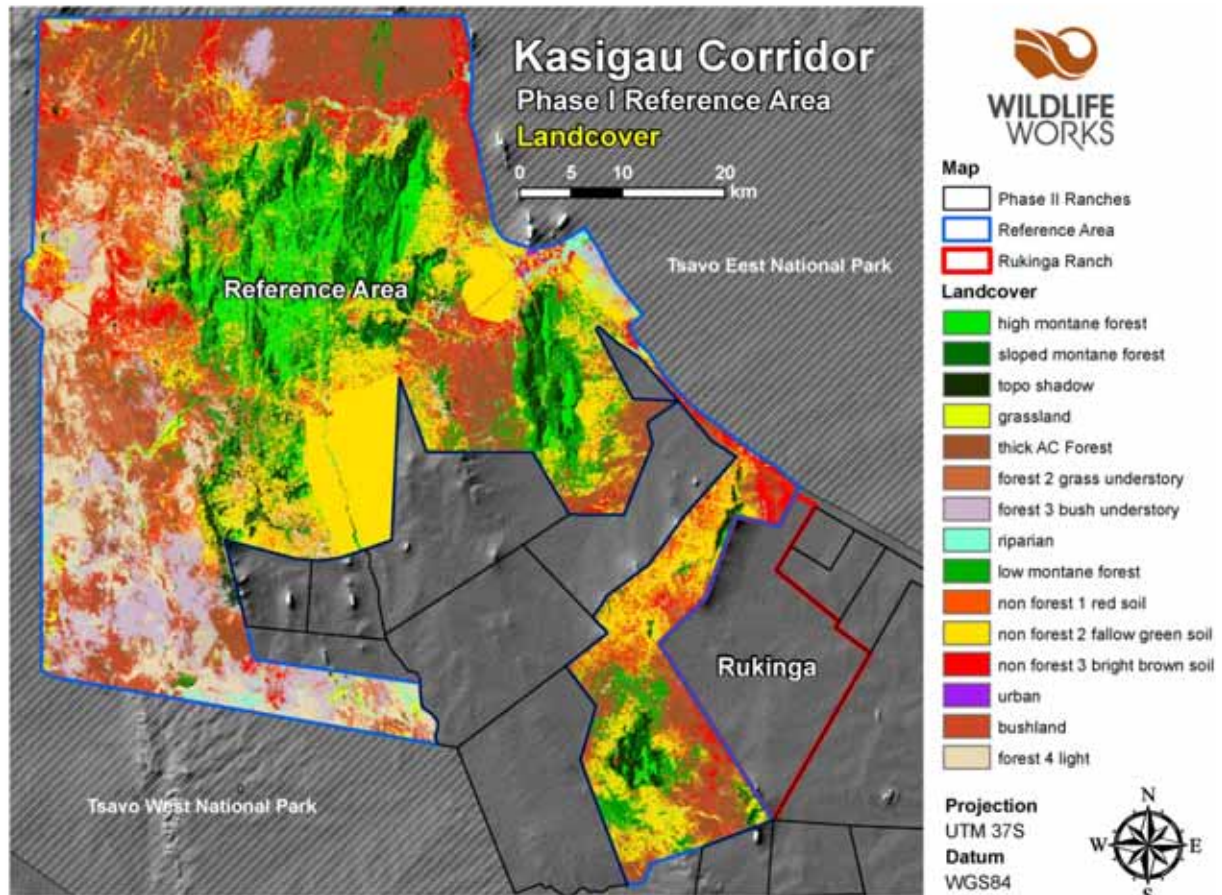 Kasigau Corridor
Phase I Reference Area
Landcover
0 5 10 20
km
Reference Area
Tsavo Eest National Park
Rukinga
Tsavo West National Park
WILDLIFE
WORKS
Map
Phase II Ranches
Reference Area
Rukinga Ranch
Landcover
high montane forest
sloped montane forest
topo shadow
grassland
thick AC Forest
forest 2 grass understory
forest 3 bush understory
riparian
low montane forest
non forest 1 red soil
non forest 2 fallow green soil
non forest 3 bright brown soil
urban
bushland
forest 4 light
Projection
UTM 37S
Datum
WGS84
N
W E
S